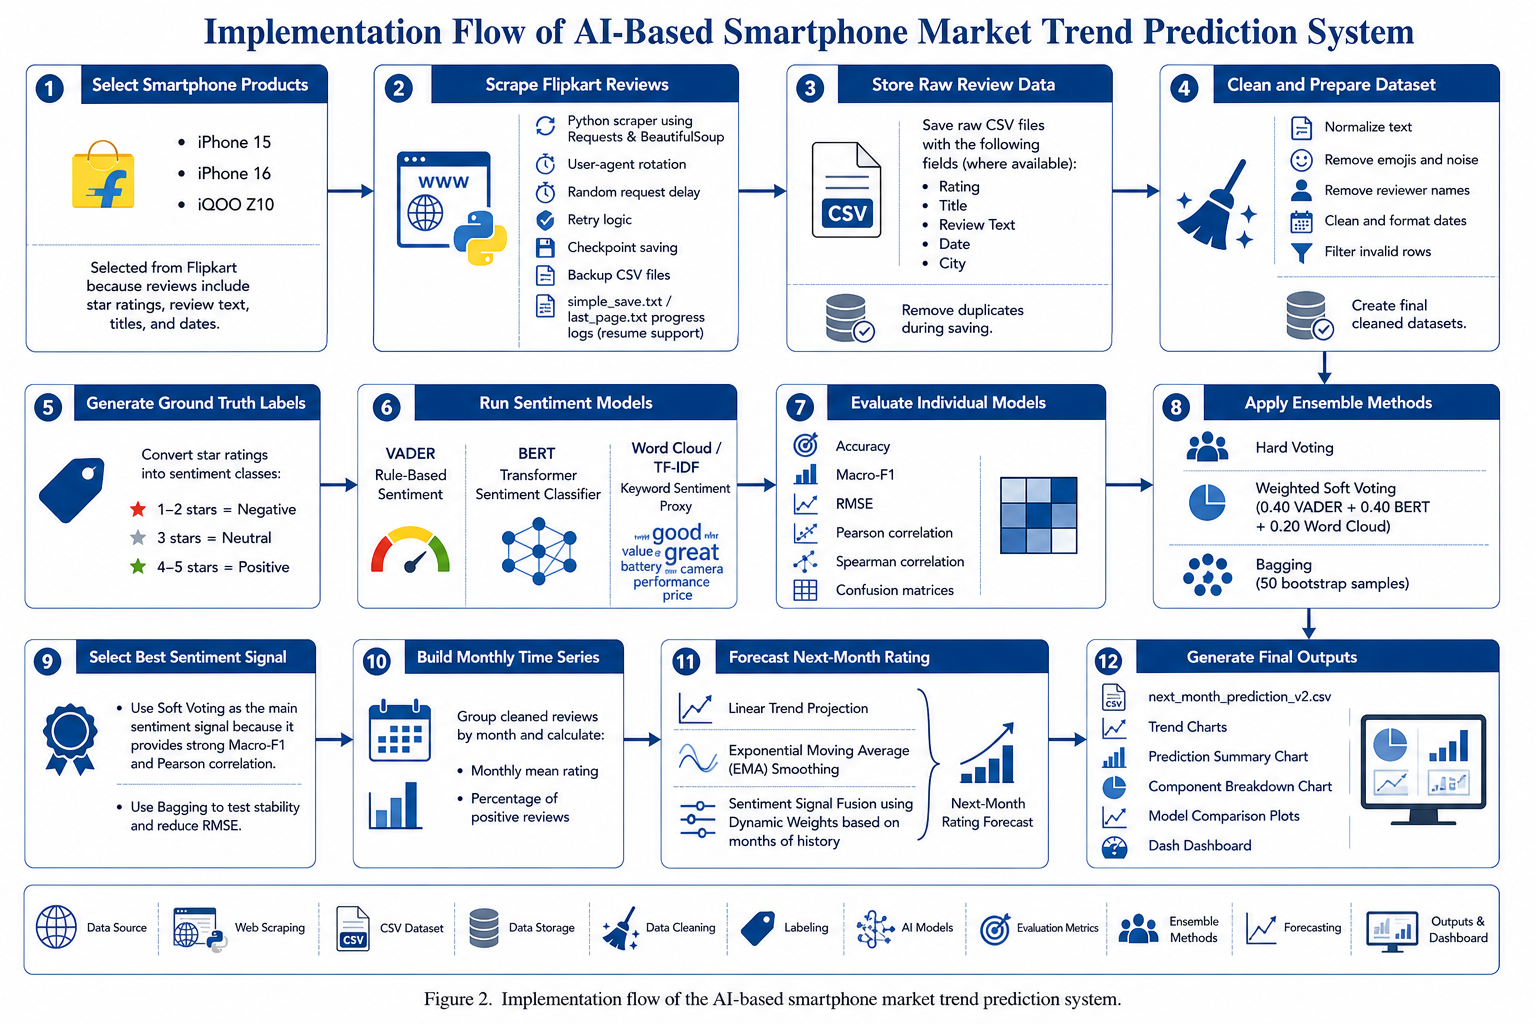 Implementation Flow of AI-Based Smartphone Market Trend Prediction System
1
Select Smartphone Products
• iPhone 15
• iPhone 16
• iQOO Z10
Selected from Flipkart
because reviews include
star ratings, review text,
titles, and dates.
2
Scrape Flipkart Reviews
WWW
Python scraper using
Requests & BeautifulSoup
User-agent rotation
Random request delay
Retry logic
Checkpoint saving
Backup CSV files
simple_save.txt /
last_page.txt progress
logs (resume support)
3
Store Raw Review Data
CSV
Save raw CSV files
with the following
fields (where available):
• Rating
• Title
• Review Text
• Date
• City
Remove duplicates
during saving.
4
Clean and Prepare Dataset
Normalize text
Remove emojis and noise
Remove reviewer names
Clean and format dates
Filter invalid rows
Create final
cleaned datasets.
5
Generate Ground Truth Labels
Convert star ratings
into sentiment classes:
1–2 stars = Negative
3 stars = Neutral
4–5 stars = Positive
6
Run Sentiment Models
VADER
Rule-Based
Sentiment
BERT
Transformer
Sentiment Classifier
Word Cloud /
TF-IDF
Keyword Sentiment
Proxy
good
value great
battery camera
performance
price
7
Evaluate Individual Models
Accuracy
Macro-F1
RMSE
Pearson correlation
Spearman correlation
Confusion matrices
8
Apply Ensemble Methods
Hard Voting
Weighted Soft Voting
(0.40 VADER + 0.40 BERT
+ 0.20 Word Cloud)
Bagging
(50 bootstrap samples)
9
Select Best Sentiment Signal
• Use Soft Voting as the main
sentiment signal because it
provides strong Macro-F1
and Pearson correlation.
• Use Bagging to test stability
and reduce RMSE.
10
Build Monthly Time Series
Group cleaned reviews
by month and calculate:
• Monthly mean rating
• Percentage of
positive reviews
11
Forecast Next-Month Rating
Linear Trend Projection
Exponential Moving Average
(EMA) Smoothing
Sentiment Signal Fusion using
Dynamic Weights based on
months of history
Next-Month
Rating Forecast
12
Generate Final Outputs
CSV
next_month_prediction_v2.csv
Trend Charts
Prediction Summary Chart
Component Breakdown Chart
Model Comparison Plots
Dash Dashboard
Data Source
Web Scraping
CSV
CSV Dataset
Data Storage
Data Cleaning
Labeling
AI Models
Evaluation Metrics
Ensemble
Methods
Forecasting
Outputs &
Dashboard
Figure 2. Implementation flow of the AI-based smartphone market trend prediction system.